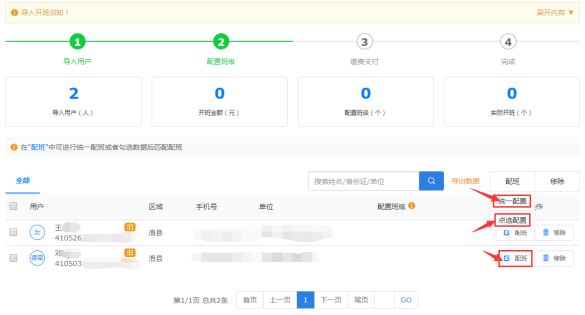 导入开班须知！ 展开内容
1 2 3 4
导入用户 配置班级 缴费支付 完成
2 0 0 0
导入用户（人） 开班金额（元） 配置班级（个） 实际开班（个）
在“配班”中可进行统一配班或者勾选数据后匹配配班
全部 搜索姓名/身份证/单位 导出数据 配班 移除
统一配置
用户 区域 手机号 单位 配置班级 作
点选配置
女 王 旧 滑县 配班 移除
410526
邓 旧 滑县 配班 移除
410503
第1/1页 总共2条 首页 上一页 1 下一页 尾页 GO